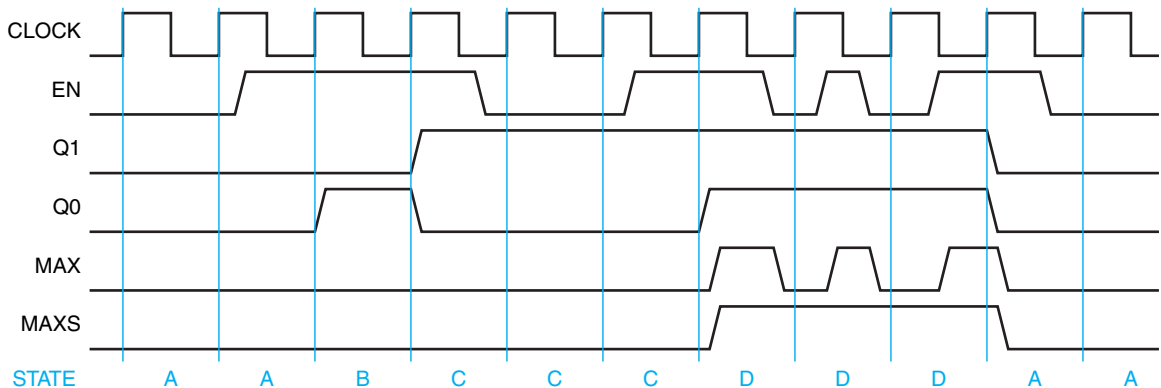 CLOCK
EN
Q1
Q0
MAX
MAXS
STATE A A B C C C D D D A A